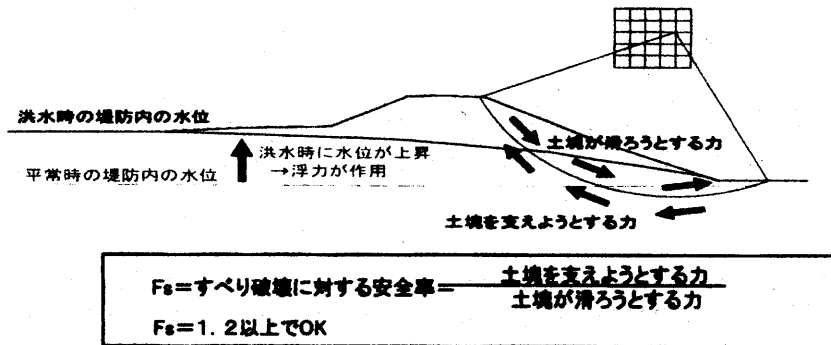 洪水時の堤防内の水位
土塊が滑ろうとする力
洪水時に水位が上昇
→浮力が作用
平常時の堤防内の水位
土塊を支えようとする力
Fs=すべり破壊に対する安全率=土塊を支えようとする力
土塊が滑ろうとする力
Fs=1.2以上でOK